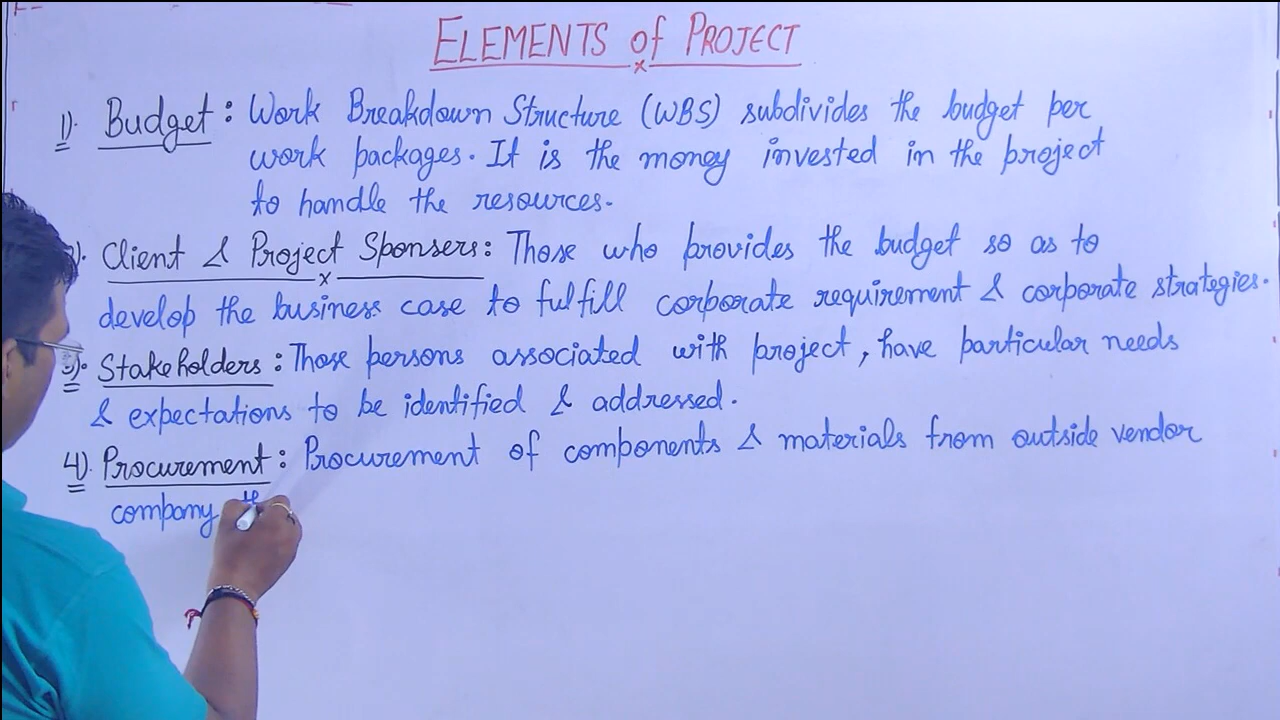 ELEMENTS of PROJECT
1). Budget : Work Breakdown Structure (WBS) subdivides the budget per
work packages. It is the money invested in the project
to handle the resources.
). Client & Project Sponsers : Those who provides the budget so as to
develop the business case to fulfill corporate requirement & corporate strategies.
3). Stakeholders : Those persons associated with project, have particular needs
& expectations to be identified & addressed.
4). Procurement : Procurement of components & materials from outside vendor
company